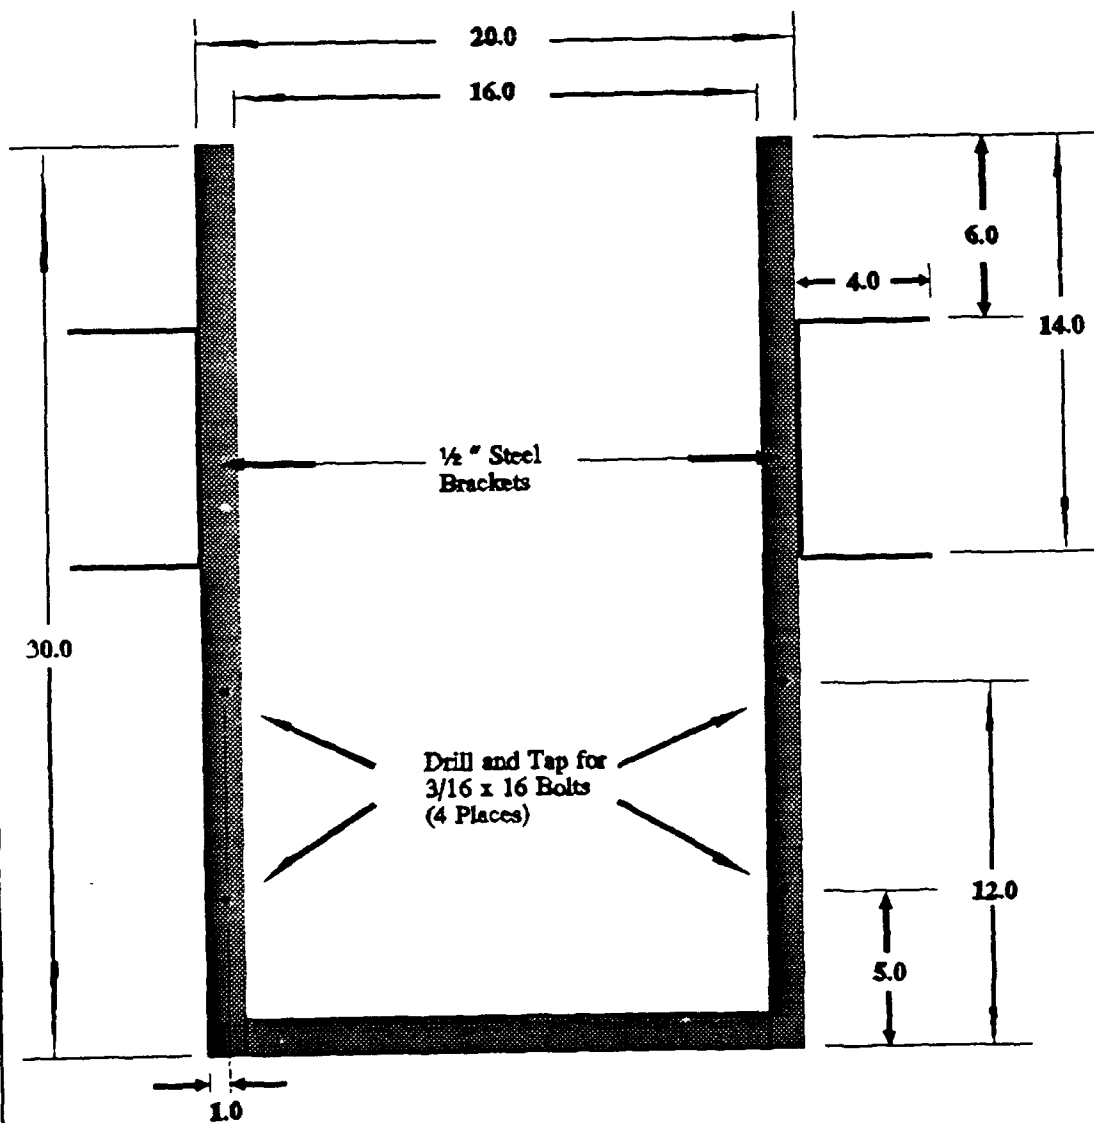 20.0
16.0
6.0
4.0
14.0
½ " Steel
Brackets
30.0
Drill and Tap for
3/16 x 16 Bolts
(4 Places)
12.0
5.0
1.0